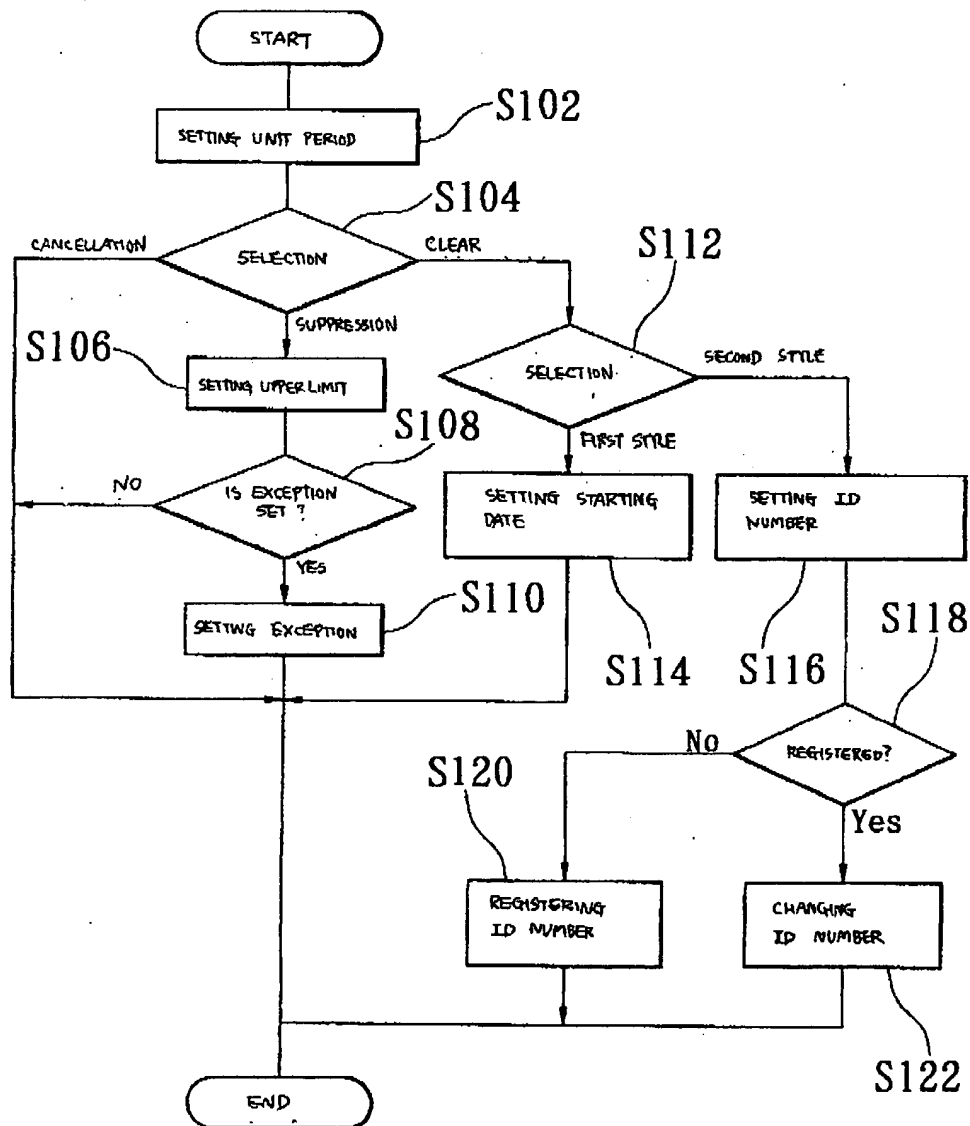 START
S102
SETTING UNIT PERIOD
S104
CANCELLATION
SELECTION
CLEAR
S112
SUPPRESSION
S106
SETTING UPPER LIMIT
SELECTION
SECOND STYLE
S108
FIRST STYLE
NO
IS EXCEPTION
SET ?
SETTING STARTING
DATE
SETTING ID
NUMBER
YES
S110
SETTING EXCEPTION
S114
S116
S118
No
REGISTERED?
S120
Yes
REGISTERING
ID NUMBER
CHANGING
ID NUMBER
S122
END